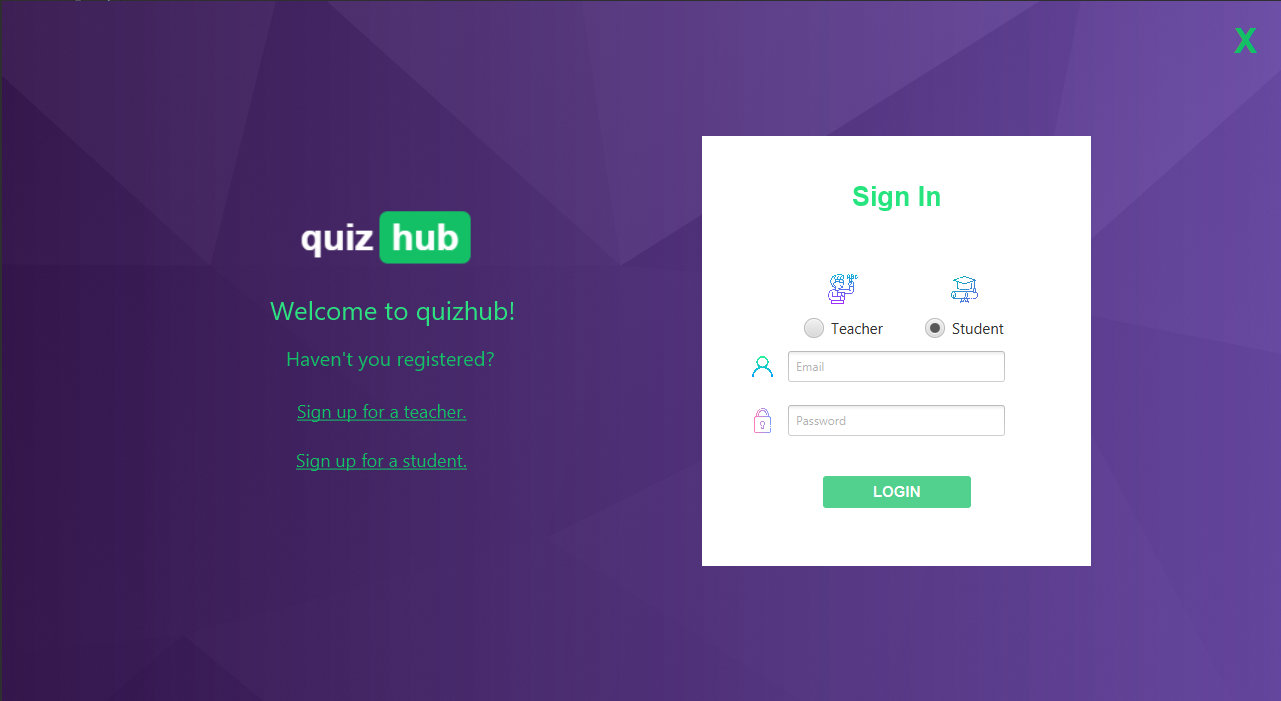 X
quiz hub
Welcome to quizhub!
Haven't you registered?
Sign up for a teacher.
Sign up for a student.
Sign In
ABC
Teacher
Student
Email
Password
LOGIN